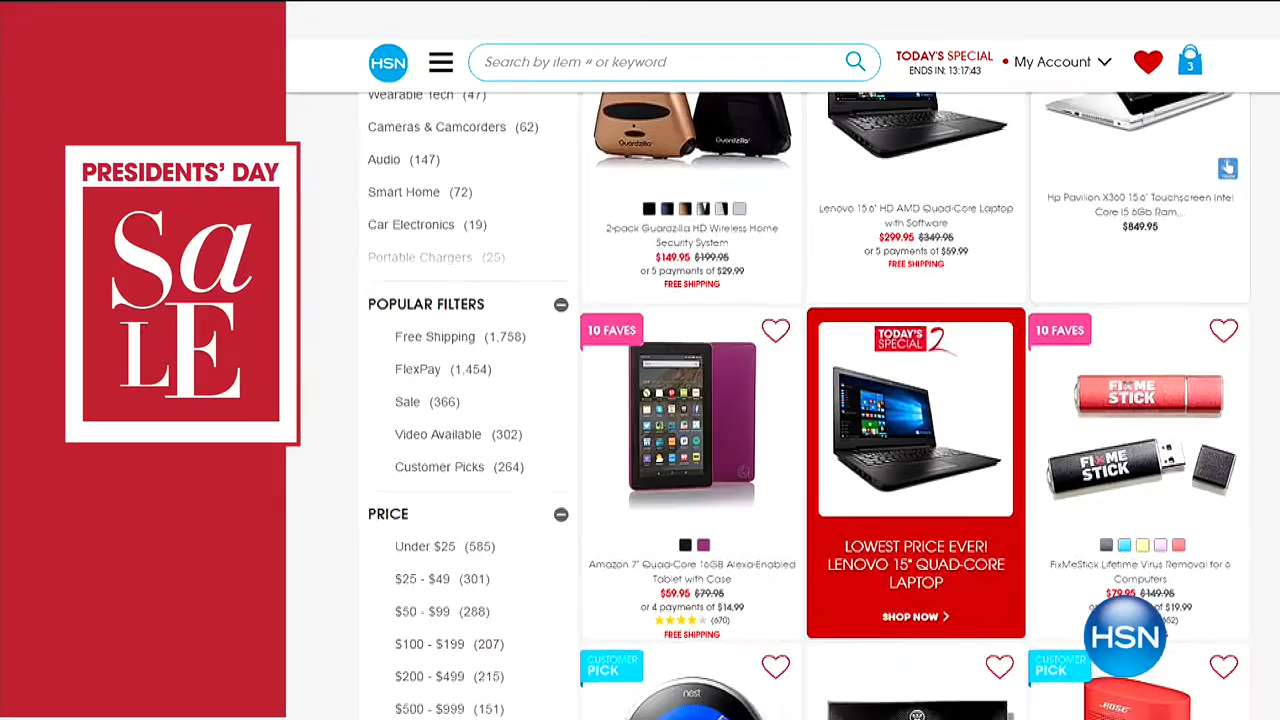 PRESIDENTS' DAY
Sa
LE
HSN
Search by item # or keyword
TODAY'S SPECIAL
ENDS IN: 13:17:43
My Account
3
Wearable Tech (47)
Cameras & Camcorders (62)
Audio (147)
Smart Home (72)
Car Electronics (19)
Portable Chargers (25)
POPULAR FILTERS
Free Shipping (1,758)
FlexPay (1,454)
Sale (366)
Video Available (302)
Customer Picks (264)
PRICE
Under $25 (585)
$25 - $49 (301)
$50 - $99 (288)
$100 - $199 (207)
$200 - $499 (215)
$500 - $999 (151)
Guardzilla
Guardzilla
2-pack Guardzilla HD Wireless Home
Security System
$149.95 $199.95
or 5 payments of $29.99
FREE SHIPPING
Lenovo 15.6" HD AMD Quad-Core Laptop
with Software
$299.95 $349.95
or 5 payments of $59.99
FREE SHIPPING
Hp Pavilion X360 15.6" Touchscreen Intel
Core I5 6Gb Ram,...
$849.95
10 FAVES
Amazon 7" Quad-Core 16GB Alexa-Enabled
Tablet with Case
$59.95 $79.95
or 4 payments of $14.99
(670)
FREE SHIPPING
TODAY'S
SPECIAL 2
LOWEST PRICE EVER!
LENOVO 15" QUAD-CORE
LAPTOP
SHOP NOW
10 FAVES
FIXME
STICK
FIXME
STICK
FixMeStick Lifetime Virus Removal for 6
Computers
$79.95 $149.95
of $19.99
HSN
CUSTOMER
PICK
nest
CUSTOMER
PICK
BOSE